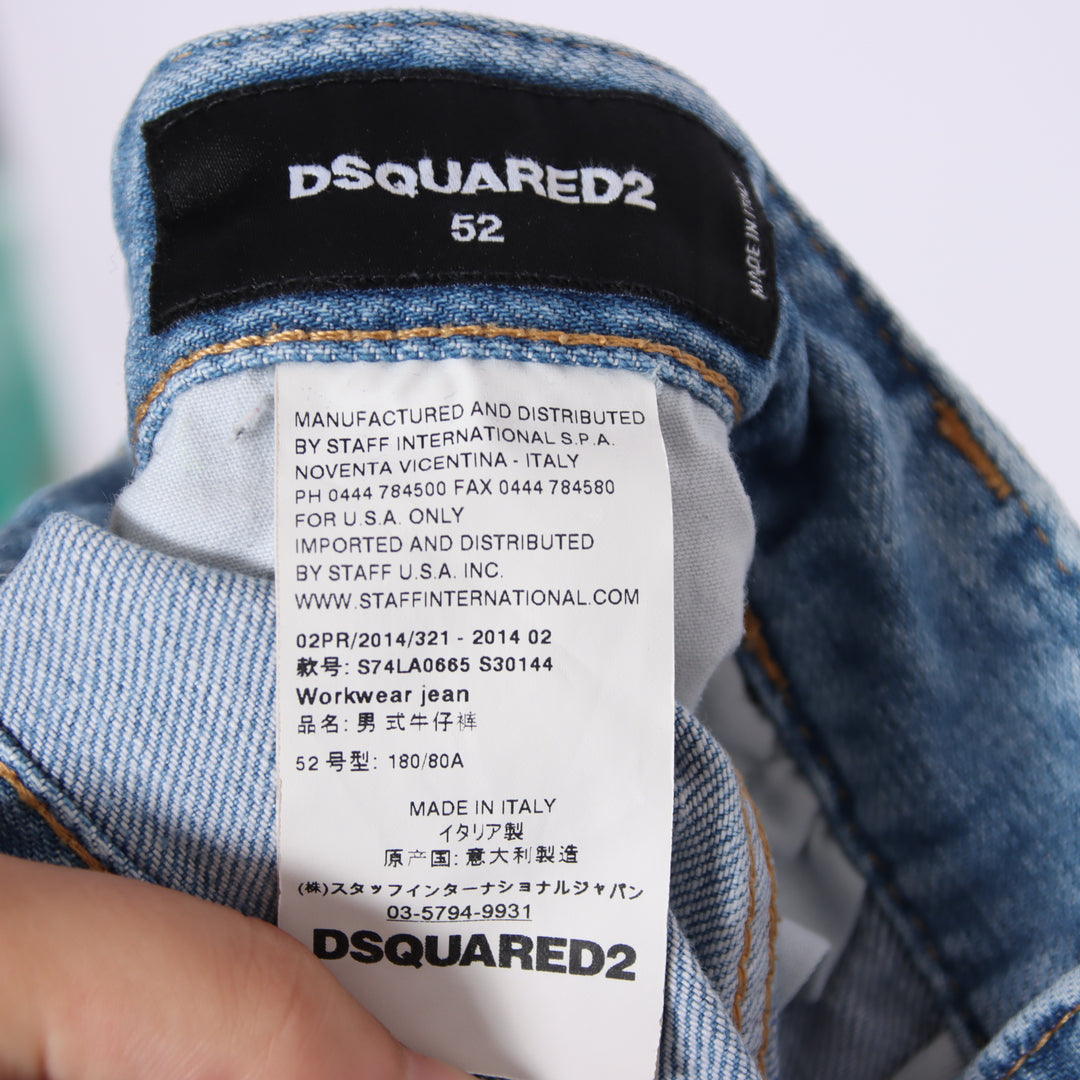 DSQUARED2
52
MADE IN ITALY
MANUFACTURED AND DISTRIBUTED
BY STAFF INTERNATIONAL S.P.A.
NOVENTA VICENTINA - ITALY
PH 0444 784500 FAX 0444 784580
FOR U.S.A. ONLY
IMPORTED AND DISTRIBUTED
BY STAFF U.S.A. INC.
WWW.STAFFINTERNATIONAL.COM
02PR/2014/321 - 2014 02
款号: S74LA0665 S30144
Workwear jean
品名: 男式牛仔裤
52 号型: 180/80A
MADE IN ITALY
イタリア製
原产国: 意大利製造
(株)スタッフインターナショナルジャパン
03-5794-9931
DSQUARED2